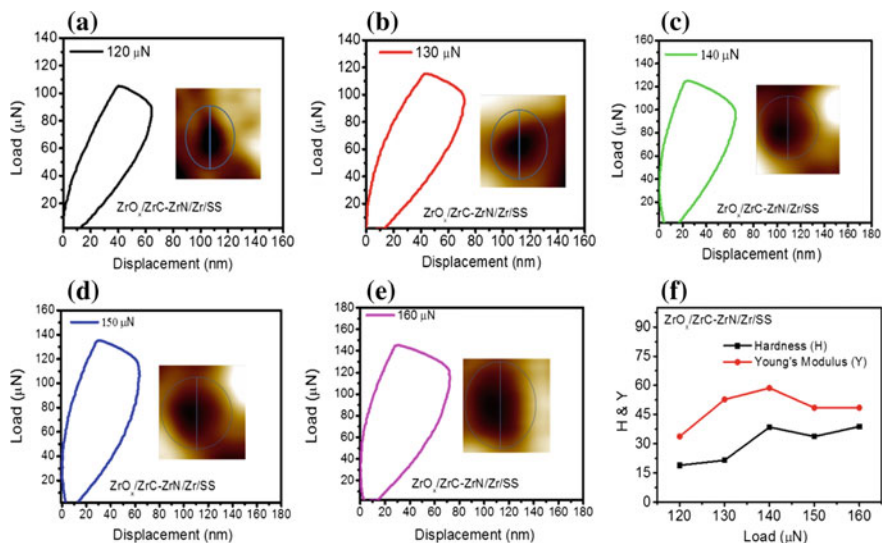 (a)
140
120
100
80
60
40
20
Load (μN)
120 μN
ZrOₓ/ZrC-ZrN/Zr/SS
0 20 40 60 80 100 120 140 160
Displacement (nm)
(b)
140
120
100
80
60
40
20
Load (μN)
130 μN
ZrOₓ/ZrC-ZrN/Zr/SS
0 20 40 60 80 100 120 140 160
Displacement (nm)
(c)
160
140
120
100
80
60
40
20
Load (μN)
140 μN
ZrOₓ/ZrC-ZrN/Zr/SS
0 20 40 60 80 100 120 140 160 180
Displacement (nm)
(d)
160
140
120
100
80
60
40
20
0
Load (μN)
150 μN
ZrOₓ/ZrC-ZrN/Zr/SS
0 20 40 60 80 100 120 140 160 180
Displacement (nm)
(e)
180
160
140
120
100
80
60
40
20
0
Load (μN)
160 μN
ZrOₓ/ZrC-ZrN/Zr/SS
0 20 40 60 80 100 120 140 160 180
Displacement (nm)
(f)
90
75
60
45
30
15
0
H & Y
ZrOₓ/ZrC-ZrN/Zr/SS
Hardness (H)
Young's Modulus (Y)
120 130 140 150 160
Load (μN)